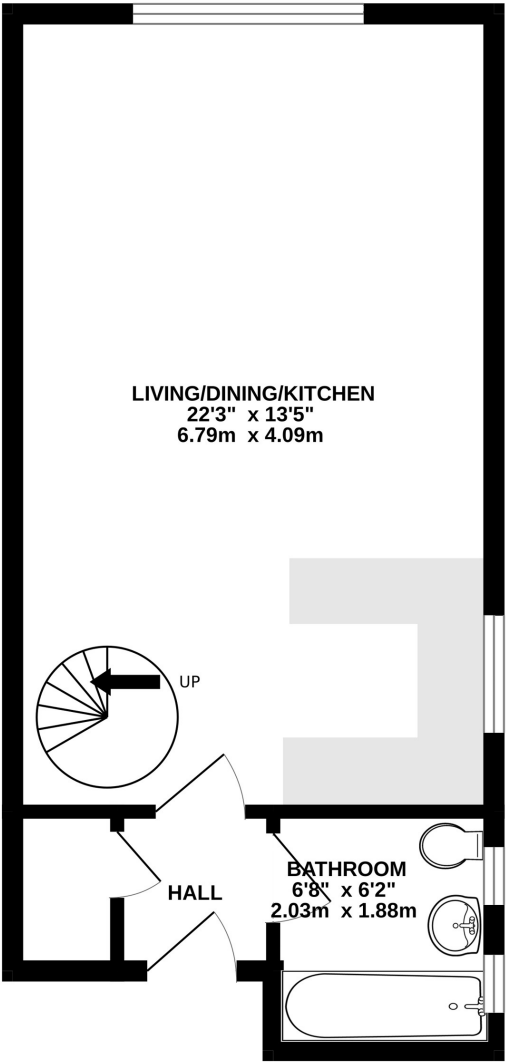 LIVING/DINING/KITCHEN
22'3" x 13'5"
6.79m x 4.09m
UP
HALL
BATHROOM
6'8" x 6'2"
2.03m x 1.88m